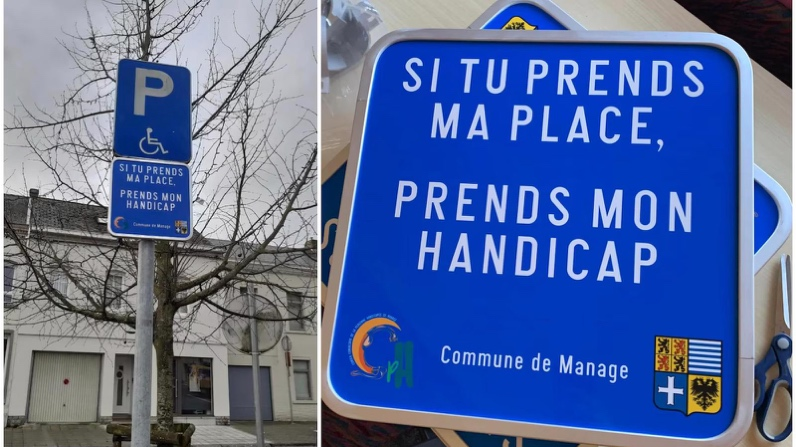 P
SI TU PRENDS
MA PLACE,
PRENDS MON
HANDICAP
Commune de Manage
SI TU PRENDS
MA PLACE,
PRENDS MON
HANDICAP
Commune de Manage